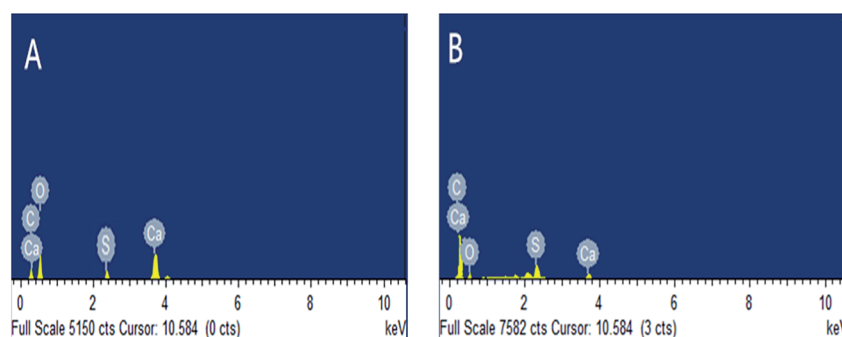 A
O
C
Ca
S
Ca
0 2 4 6 8 10
Full Scale 5150 cts Cursor: 10.584 (0 cts) keV
B
C
Ca
O
S
Ca
0 2 4 6 8 10
Full Scale 7582 cts Cursor: 10.584 (3 cts) keV